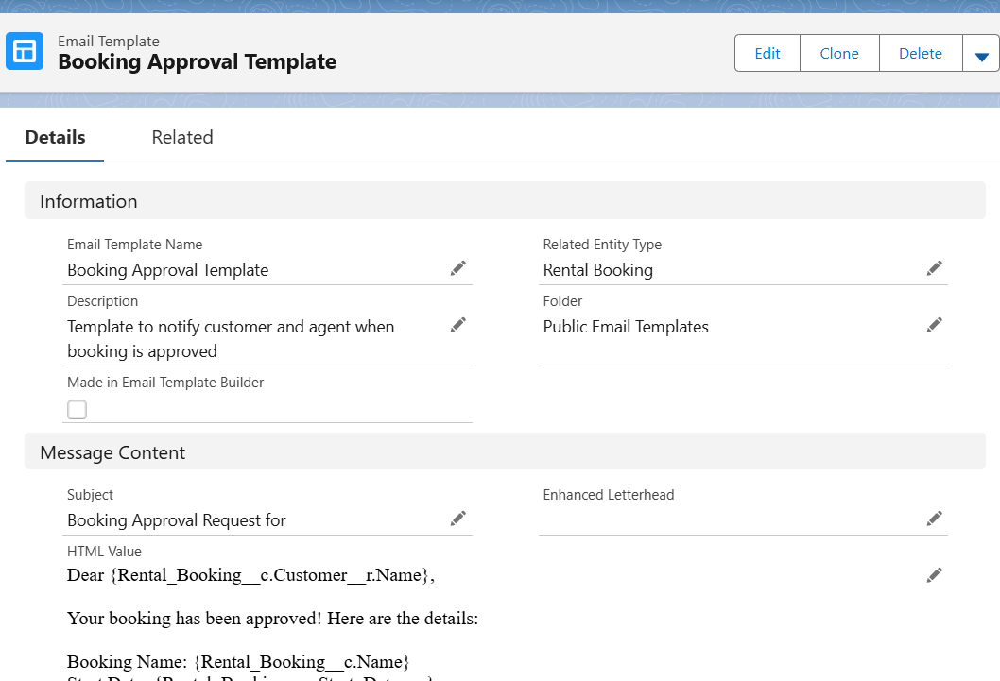 Email Template
Booking Approval Template
Edit
Clone
Delete
Details
Related
Information
Email Template Name
Booking Approval Template
Related Entity Type
Rental Booking
Description
Template to notify customer and agent when
booking is approved
Folder
Public Email Templates
Made in Email Template Builder
Message Content
Subject
Booking Approval Request for
Enhanced Letterhead
HTML Value
Dear {Rental_Booking__c.Customer__r.Name},
Your booking has been approved! Here are the details:
Booking Name: {Rental_Booking__c.Name}